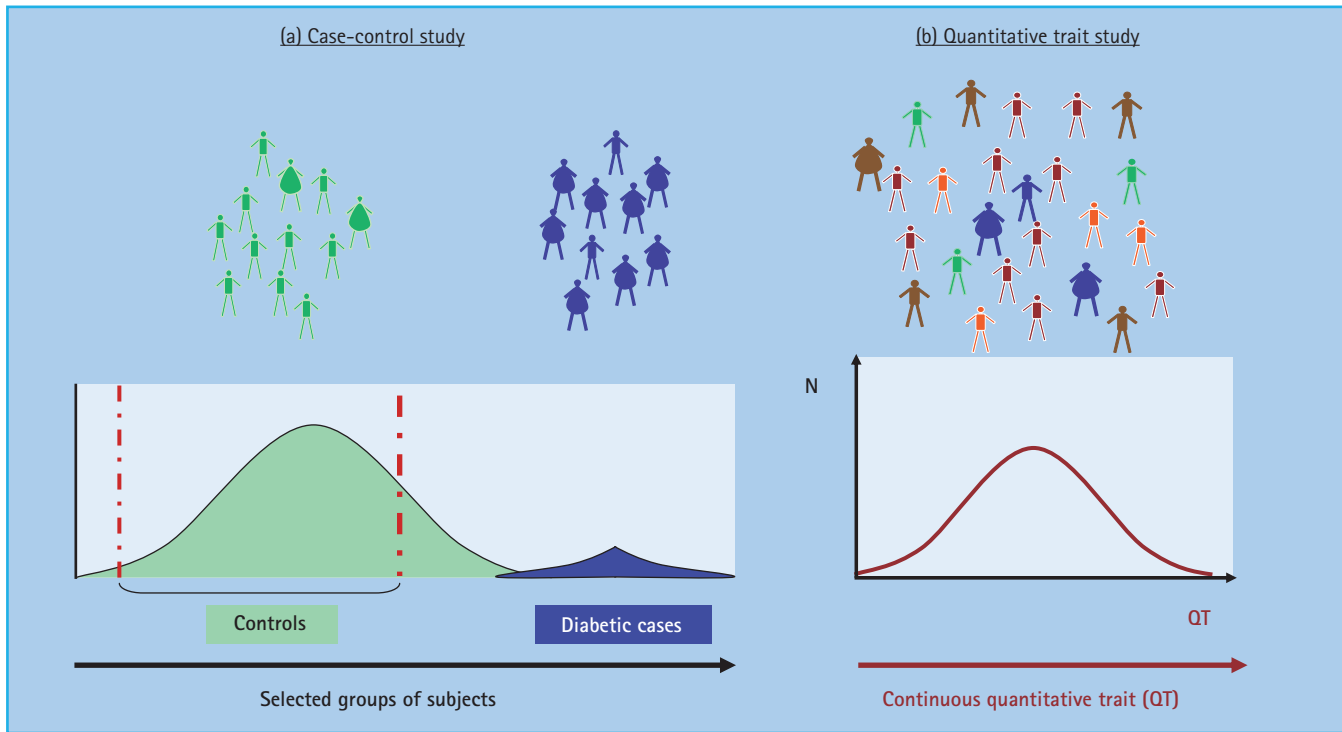 (a) Case-control study
(b) Quantitative trait study
N
Controls
Diabetic cases
QT
Selected groups of subjects
Continuous quantitative trait (QT)